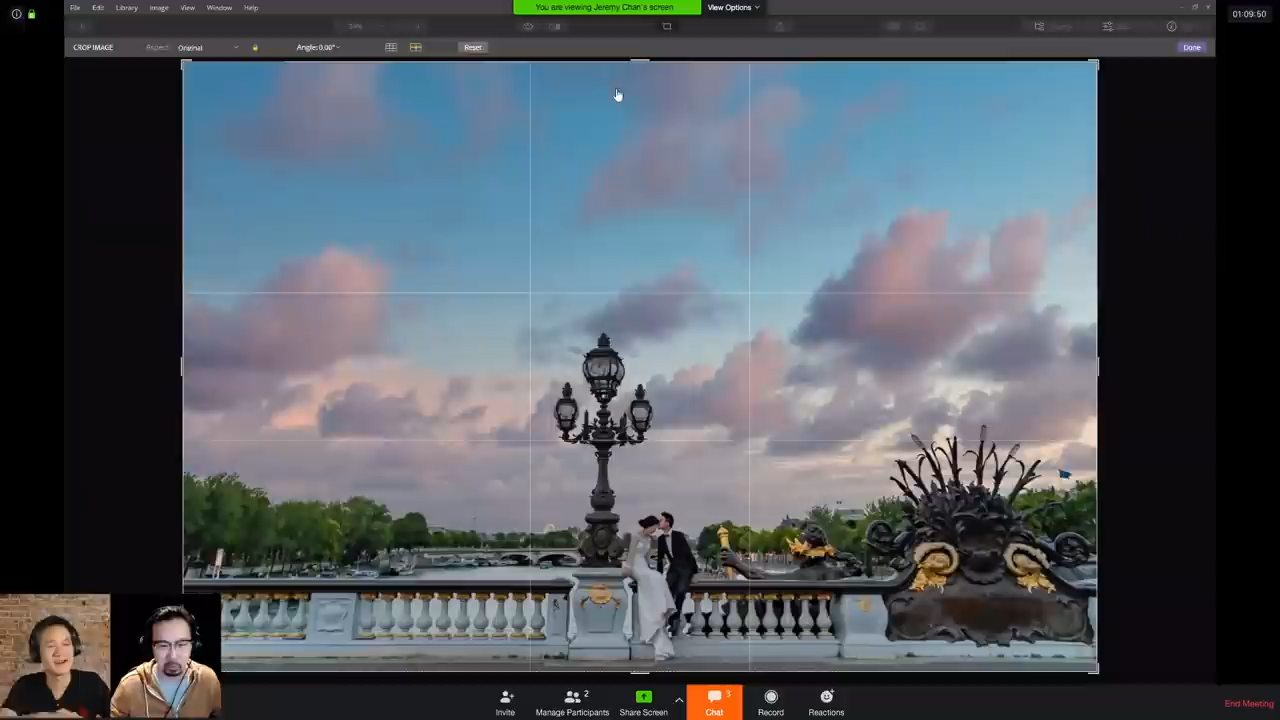 File Edit Library Image View Window Help
You are viewing Jeremy Chan's screen
View Options
01:09:50
24%
CROP IMAGE Aspect: Original Angle: 0.00° Reset Done
Invite
2
Manage Participants
Share Screen
3
Chat
Record
Reactions
End Meeting